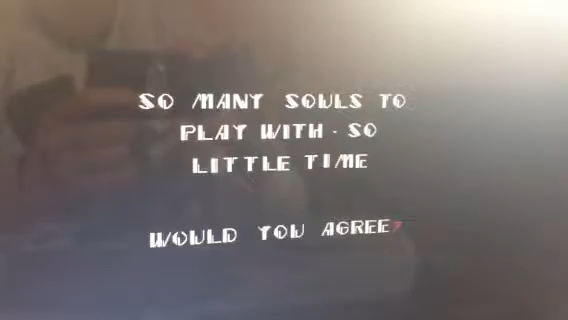 SO MANY SOULS TO
PLAY WITH · SO
LITTLE TIME
WOULD YOU AGREE?